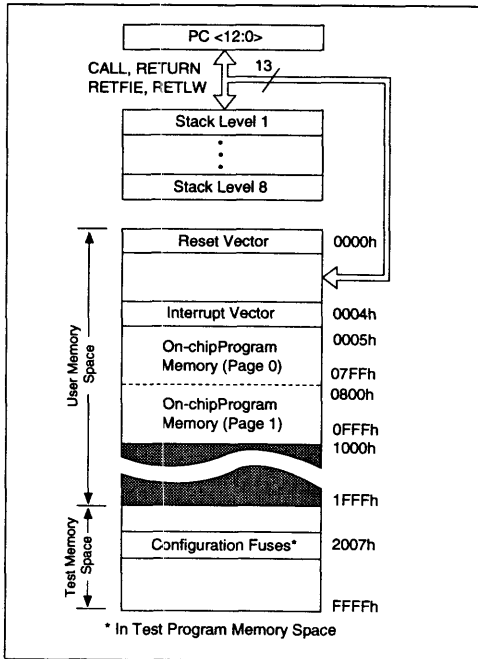 PC <12:0>
CALL, RETURN
RETFIE, RETLW
13
Stack Level 1
Stack Level 8
User Memory
Space
Reset Vector
0000h
Interrupt Vector
0004h
0005h
On-chipProgram
Memory (Page 0)
07FFh
0800h
On-chipProgram
Memory (Page 1)
0FFFh
1000h
1FFFh
Test Memory
Space
Configuration Fuses*
2007h
FFFFh
* In Test Program Memory Space